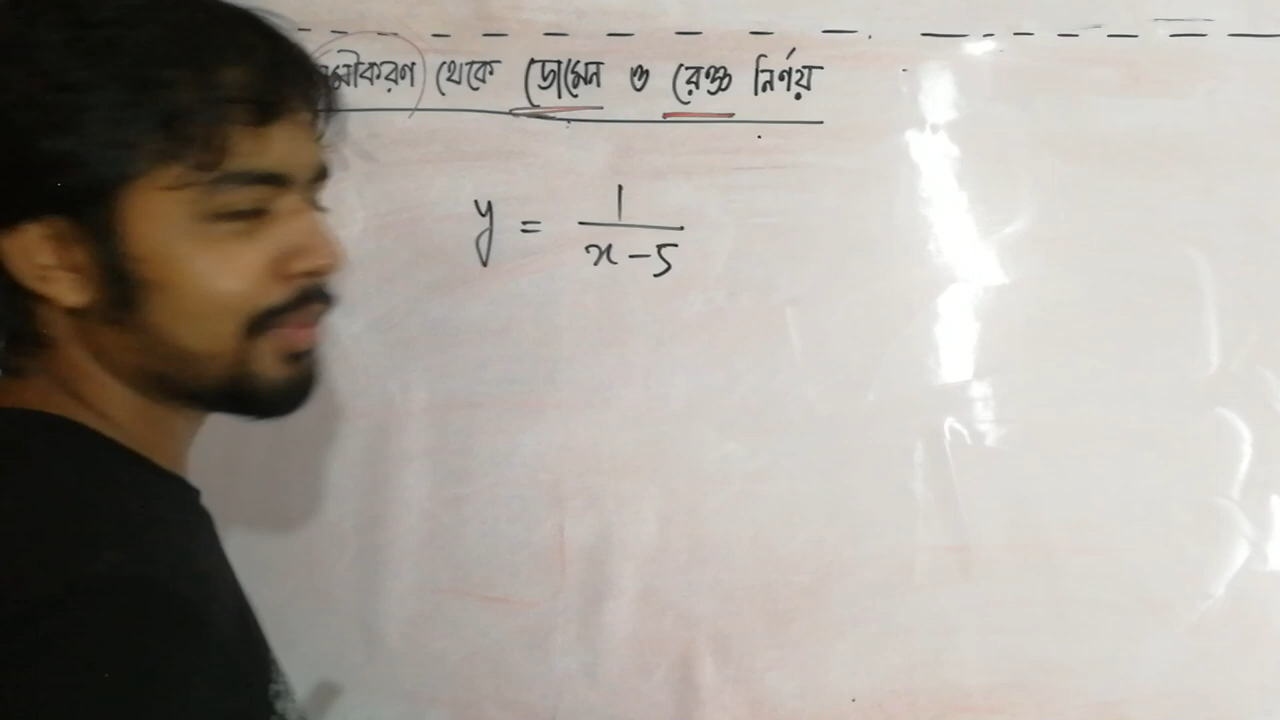 থেকে ডোমেন ও রেঞ্জ নির্ণয়
y = 1/(x-5)